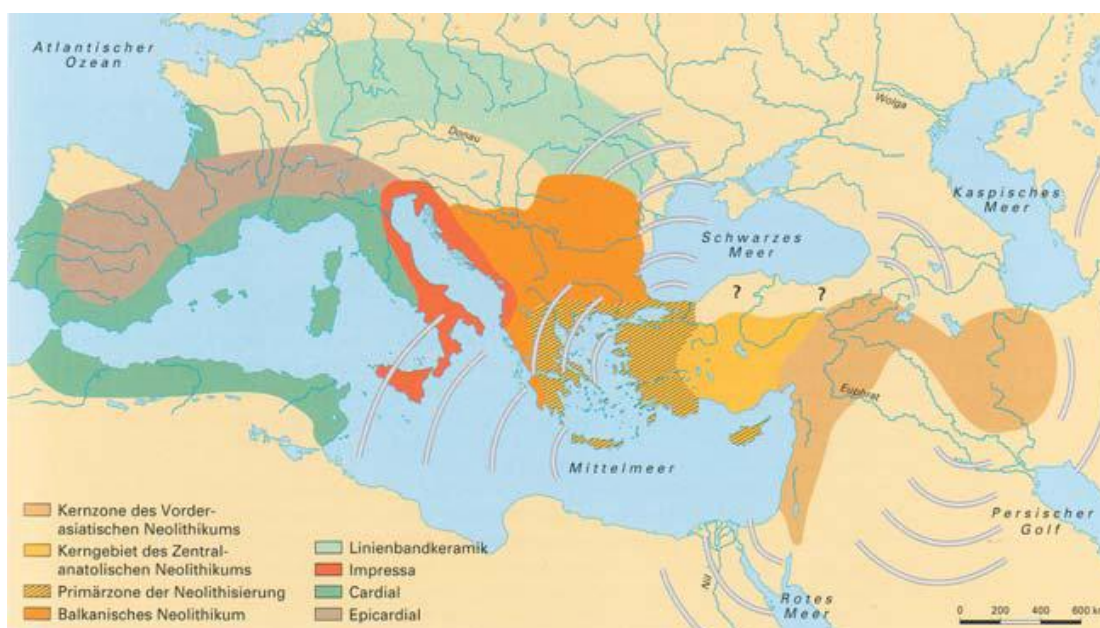 Atlantischer
Ozean
Wolga
Donau
Kaspisches
Meer
Schwarzes
Meer
? ?
Euphrat
Mittelmeer
Persischer
Golf
Nil
Rotes
Meer
Kernzone des Vorder-
asiatischen Neolithikums
Kerngebiet des Zentral-
anatolischen Neolithikums
Primärzone der Neolithisierung
Balkanisches Neolithikum
Linienbandkeramik
Impressa
Cardial
Epicardial
0 200 400 600 km